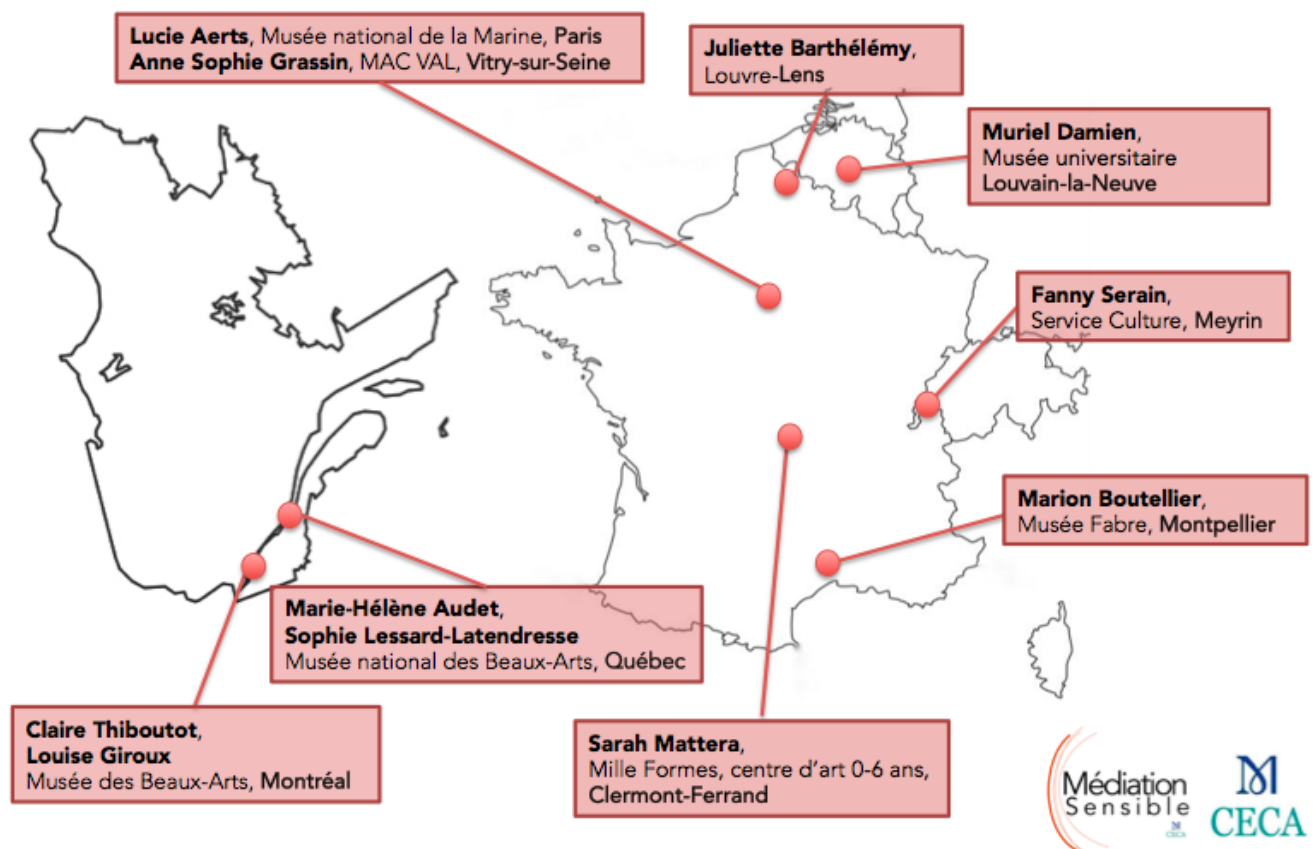 Lucie Aerts, Musée national de la Marine, Paris
Anne Sophie Grassin, MAC VAL, Vitry-sur-Seine
Juliette Barthélémy,
Louvre-Lens
Muriel Damien,
Musée universitaire
Louvain-la-Neuve
Fanny Serain,
Service Culture, Meyrin
Marion Boutellier,
Musée Fabre, Montpellier
Marie-Hélène Audet,
Sophie Lessard-Latendresse
Musée national des Beaux-Arts, Québec
Claire Thiboutot,
Louise Giroux
Musée des Beaux-Arts, Montréal
Sarah Mattera,
Mille Formes, centre d'art 0-6 ans,
Clermont-Ferrand
Médiation
Sensible
CECA
CECA